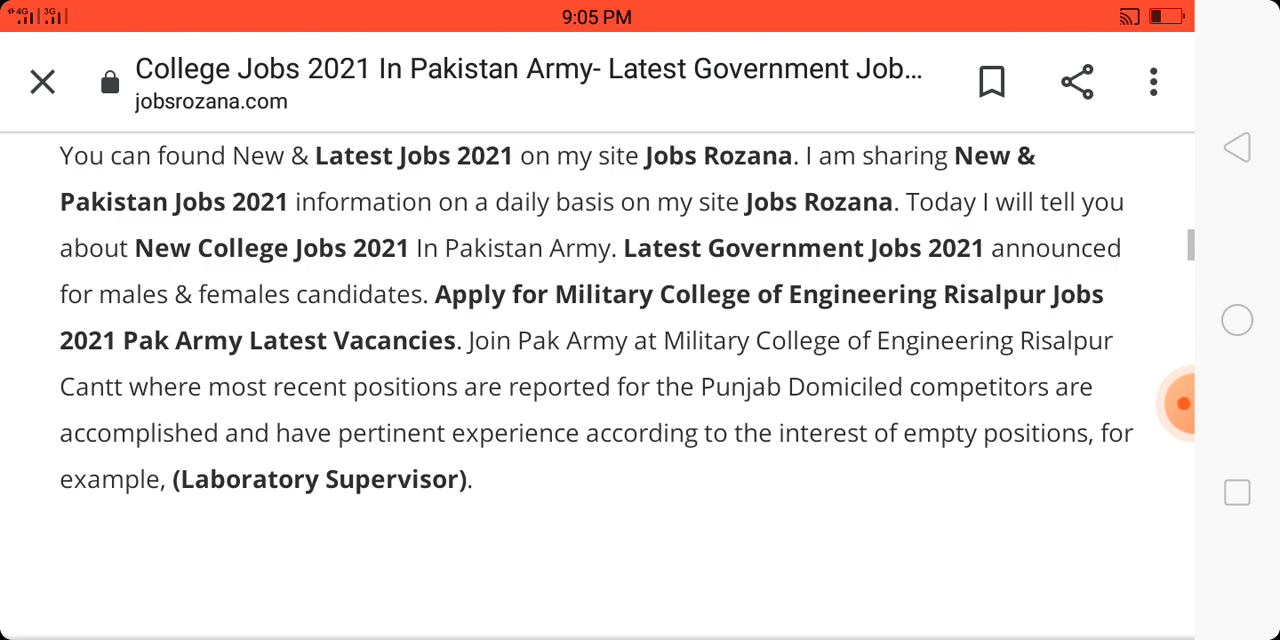 4G 3G 9:05 PM
College Jobs 2021 In Pakistan Army- Latest Government Job...
jobsrozana.com
You can found New & Latest Jobs 2021 on my site Jobs Rozana. I am sharing New &
Pakistan Jobs 2021 information on a daily basis on my site Jobs Rozana. Today I will tell you
about New College Jobs 2021 In Pakistan Army. Latest Government Jobs 2021 announced
for males & females candidates. Apply for Military College of Engineering Risalpur Jobs
2021 Pak Army Latest Vacancies. Join Pak Army at Military College of Engineering Risalpur
Cantt where most recent positions are reported for the Punjab Domiciled competitors are
accomplished and have pertinent experience according to the interest of empty positions, for
example, (Laboratory Supervisor).